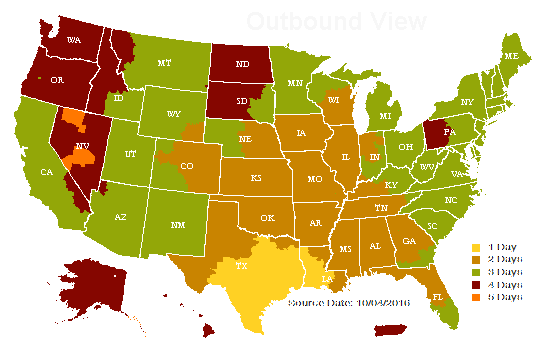 Outbound View
WA
MT
ND
MN
ME
OR
ID
SD
WI
MI
NY
WY
IA
PA
NV
UT
NE
IL
IN
OH
CA
CO
KS
MO
KY
WV
VA
AZ
NM
OK
AR
TN
NC
TX
LA
MS
AL
GA
SC
FL
1 Day
2 Days
3 Days
4 Days
5 Days
Source Date: 10/04/2016